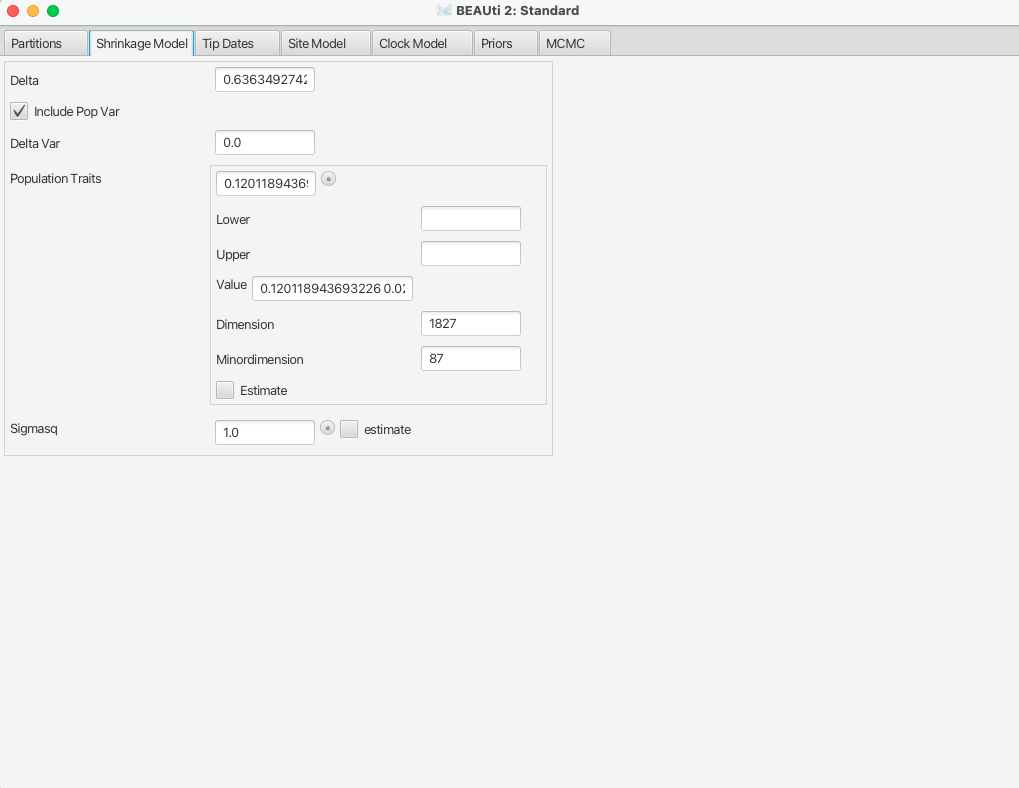 BEAUti 2: Standard
Partitions Shrinkage Model Tip Dates Site Model Clock Model Priors MCMC
Delta 0.6363492742
Include Pop Var
Delta Var 0.0
Population Traits 0.1201189436
Lower
Upper
Value 0.120118943693226 0.02
Dimension 1827
Minordimension 87
Estimate
Sigmasq 1.0 estimate